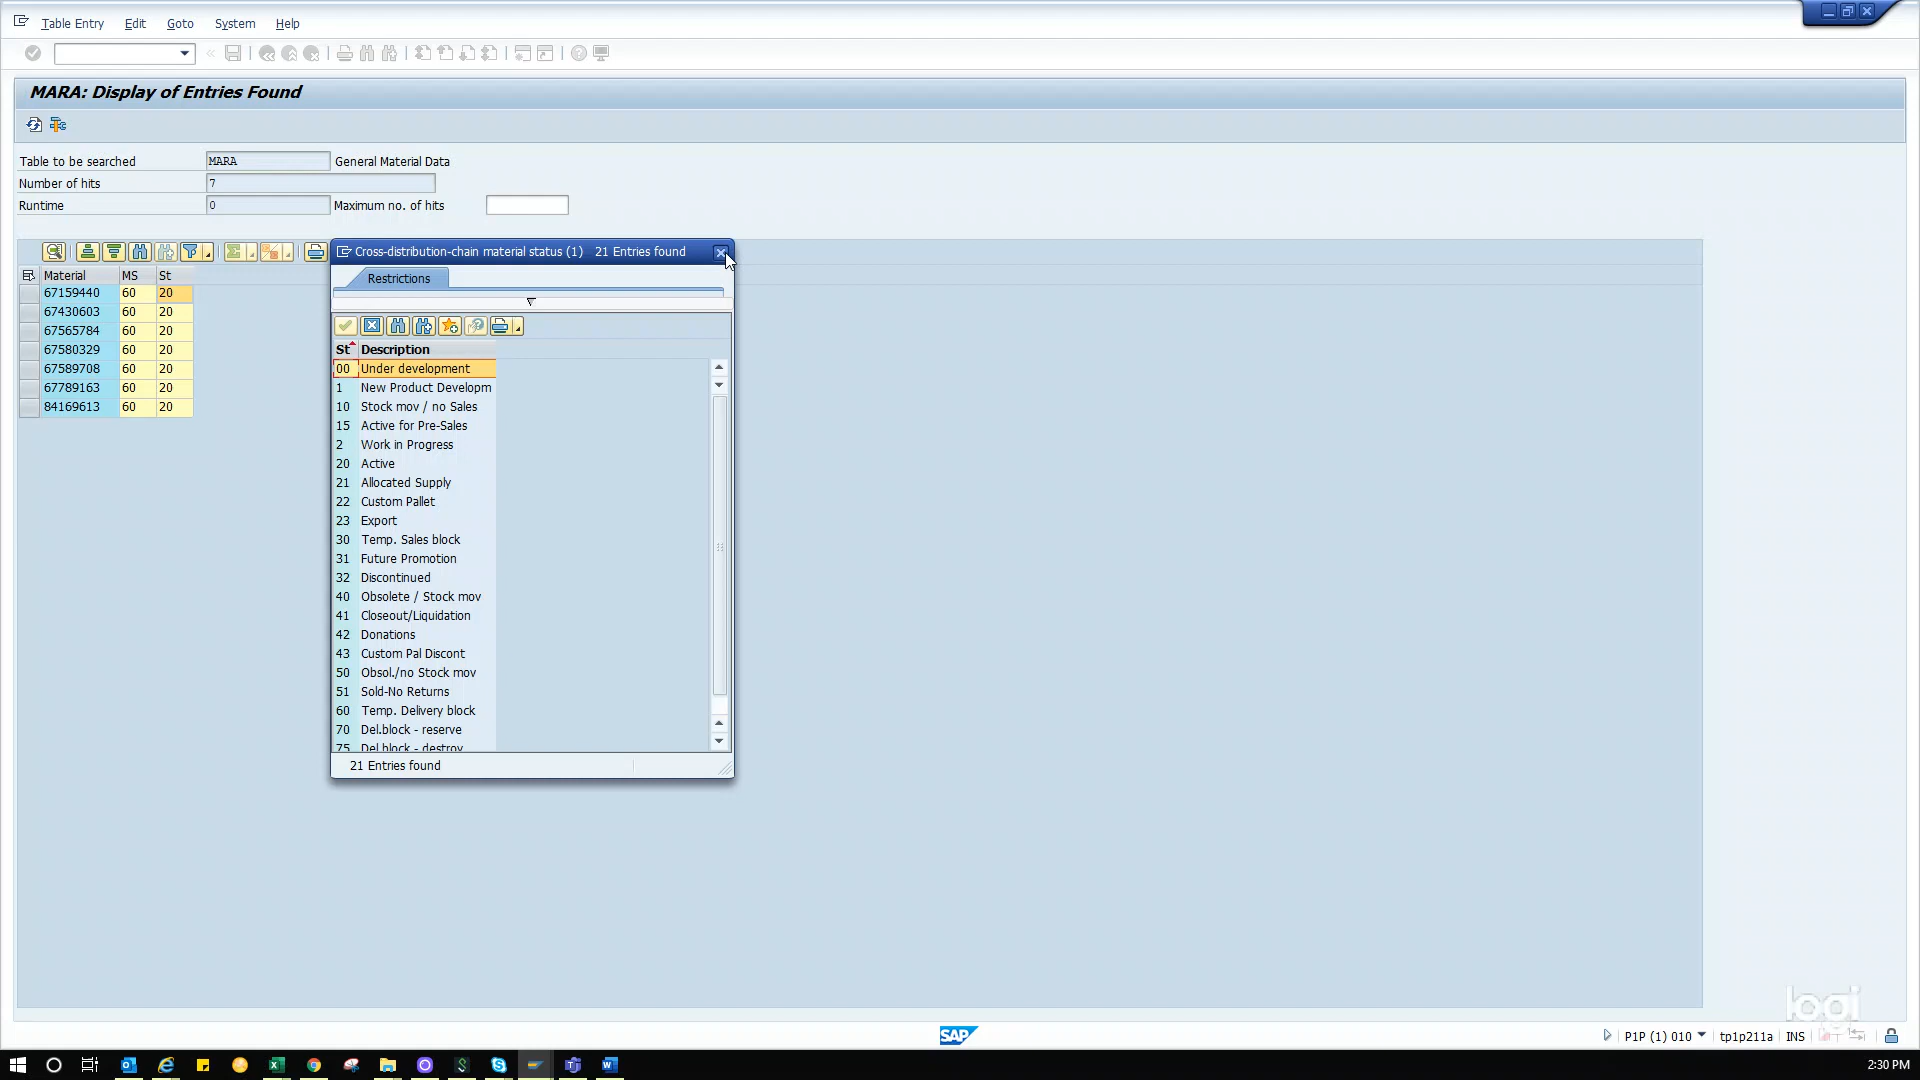 Table Entry Edit Goto System Help
MARA: Display of Entries Found
Table to be searched MARA General Material Data
Number of hits 7
Runtime 0 Maximum no. of hits
Material MS St
67159440 60 20
67430603 60 20
67565784 60 20
67580329 60 20
67589708 60 20
67789163 60 20
84169613 60 20
Cross-distribution-chain material status (1) 21 Entries found
Restrictions
St Description
00 Under development
1 New Product Developm
10 Stock mov / no Sales
15 Active for Pre-Sales
2 Work in Progress
20 Active
21 Allocated Supply
22 Custom Pallet
23 Export
30 Temp. Sales block
31 Future Promotion
32 Discontinued
40 Obsolete / Stock mov
41 Closeout/Liquidation
42 Donations
43 Custom Pal Discont
50 Obsol./no Stock mov
51 Sold-No Returns
60 Temp. Delivery block
70 Del.block - reserve
75 Del.block - destroy
21 Entries found
logi
SAP P1P (1) 010 tp1p211a INS
2:30 PM